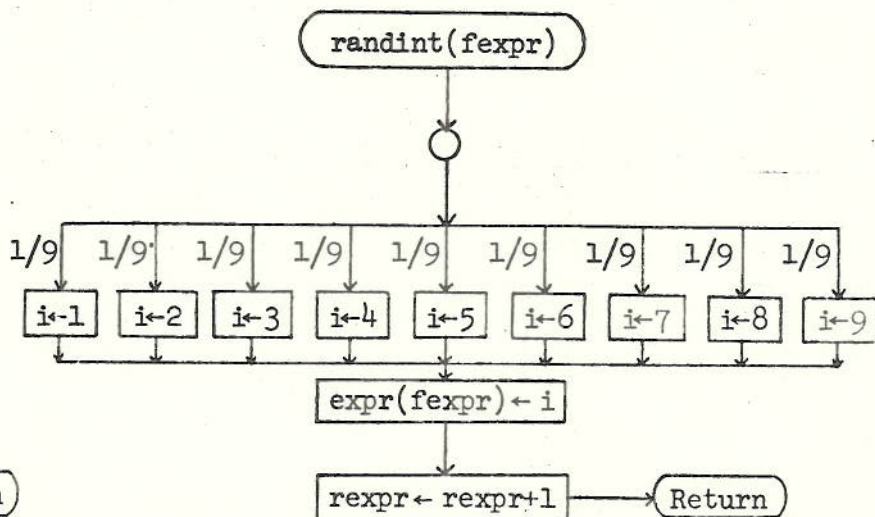 randint(fexpr)
1/9 1/9 1/9 1/9 1/9 1/9 1/9 1/9 1/9
i←1 i←2 i←3 i←4 i←5 i←6 i←7 i←8 i←9
expr(fexpr)← i
rexpr← rexpr+1 Return